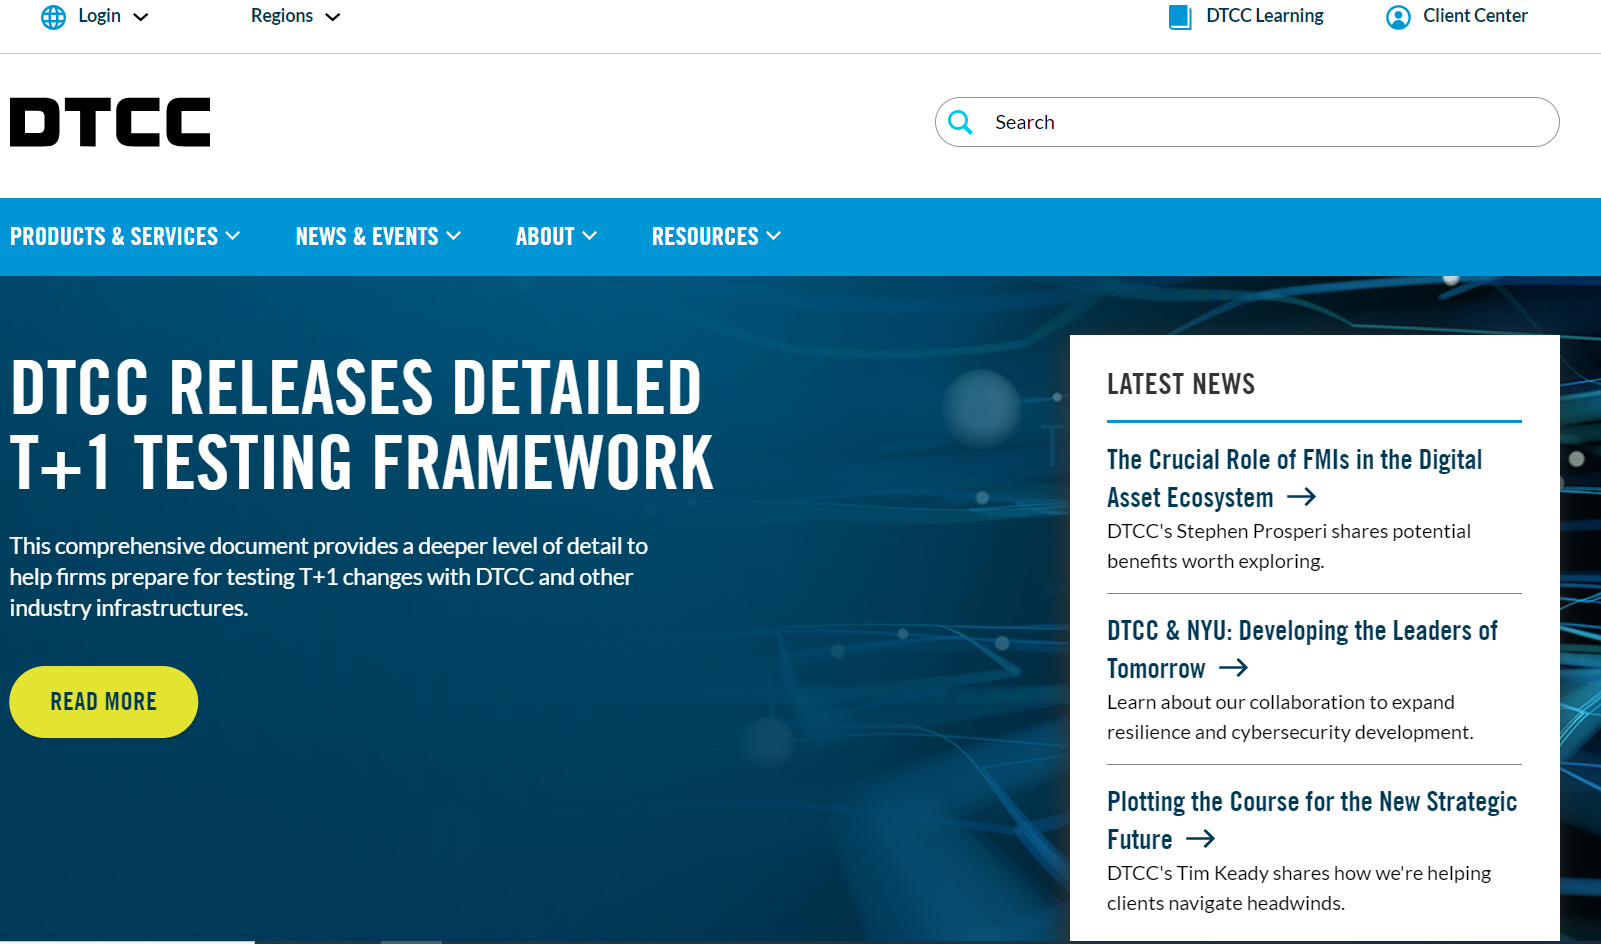 Login
Regions
DTCC Learning
Client Center
DTCC
Search
PRODUCTS & SERVICES
NEWS & EVENTS
ABOUT
RESOURCES
DTCC RELEASES DETAILED
T+1 TESTING FRAMEWORK
This comprehensive document provides a deeper level of detail to
help firms prepare for testing T+1 changes with DTCC and other
industry infrastructures.
READ MORE
LATEST NEWS
The Crucial Role of FMIs in the Digital
Asset Ecosystem →
DTCC's Stephen Prosperi shares potential
benefits worth exploring.
DTCC & NYU: Developing the Leaders of
Tomorrow →
Learn about our collaboration to expand
resilience and cybersecurity development.
Plotting the Course for the New Strategic
Future →
DTCC's Tim Keady shares how we're helping
clients navigate headwinds.